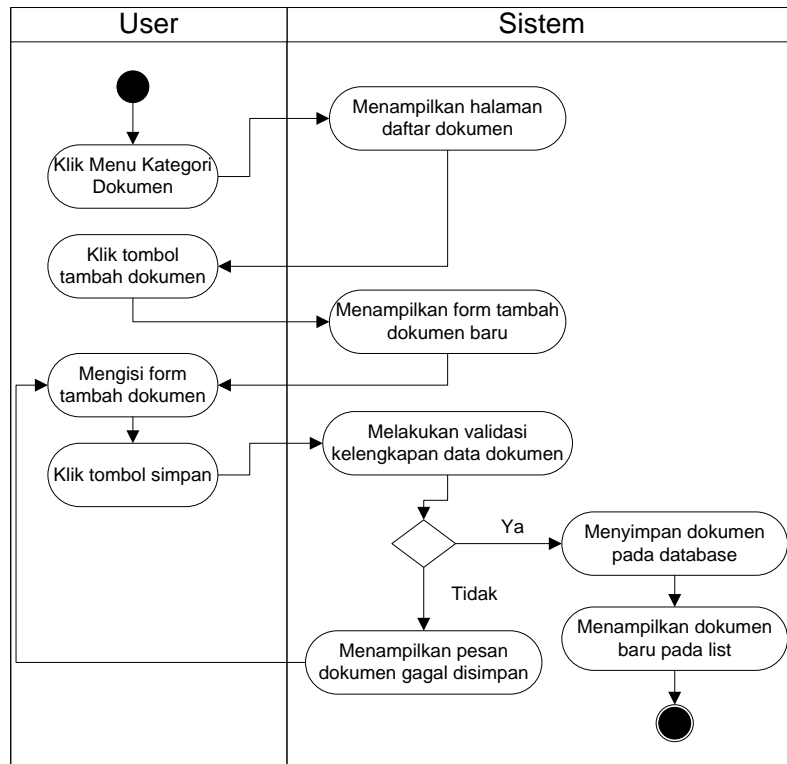 User
Sistem
Menampilkan halaman
daftar dokumen
Klik Menu Kategori
Dokumen
Klik tombol
tambah dokumen
Menampilkan form tambah
dokumen baru
Mengisi form
tambah dokumen
Melakukan validasi
kelengkapan data dokumen
Klik tombol simpan
Ya
Menyimpan dokumen
pada database
Tidak
Menampilkan dokumen
baru pada list
Menampilkan pesan
dokumen gagal disimpan